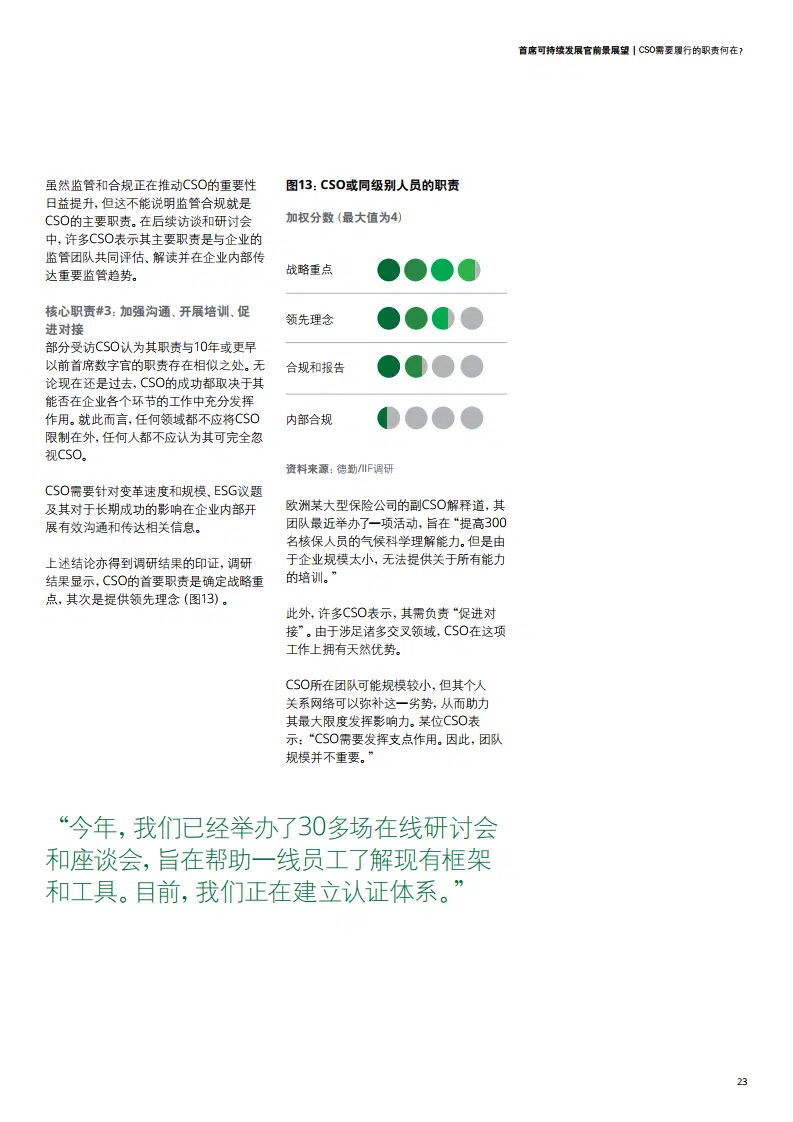 首席可持续发展官前景展望 | CSO需要履行的职责何在?
虽然监管和合规正在推动CSO的重要性
日益提升，但这不能说明监管合规就是
CSO的主要职责。在后续访谈和研讨会
中，许多CSO表示其主要职责是与企业的
监管团队共同评估、解读并在企业内部传
达重要监管趋势。
核心职责#3：加强沟通、开展培训、促
进对接
部分受访CSO认为其职责与10年或更早
以前首席数字官的职责存在相似之处。无
论现在还是过去，CSO的成功都取决于其
能否在企业各个环节的工作中充分发挥
作用。就此而言，任何领域都不应将CSO
限制在外，任何人都不应认为其可完全忽
视CSO。
CSO需要针对变革速度和规模、ESG议题
及其对于长期成功的影响在企业内部开
展有效沟通和传达相关信息。
上述结论亦得到调研结果的印证，调研
结果显示，CSO的首要职责是确定战略重
点，其次是提供领先理念（图13）。
图13：CSO或同级别人员的职责
加权分数（最大值为4）
战略重点
领先理念
合规和报告
内部合规
资料来源：德勤/IIF调研
欧洲某大型保险公司的副CSO解释道，其
团队最近举办了一项活动，旨在“提高300
名核保人员的气候科学理解能力。但是由
于企业规模太小，无法提供关于所有能力
的培训。”
此外，许多CSO表示，其需负责“促进对
接”。由于涉足诸多交叉领域，CSO在这项
工作上拥有天然优势。
CSO所在团队可能规模较小，但其个人
关系网络可以弥补这一劣势，从而助力
其最大限度发挥影响力。某位CSO表
示：“CSO需要发挥支点作用。因此，团队
规模并不重要。”
“今年，我们已经举办了30多场在线研讨会
和座谈会，旨在帮助一线员工了解现有框架
和工具。目前，我们正在建立认证体系。”
23